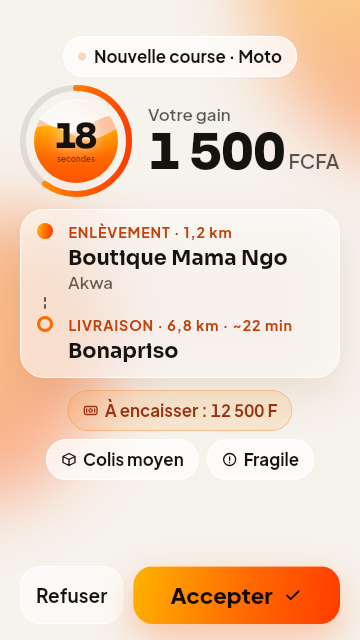 Nouvelle course · Moto
18
secondes
Votre gain
1 500 FCFA
ENLÈVEMENT · 1,2 km
Boutique Mama Ngo
Akwa
LIVRAISON · 6,8 km · ~22 min
Bonapriso
À encaisser : 12 500 F
Colis moyen
Fragile
Refuser
Accepter